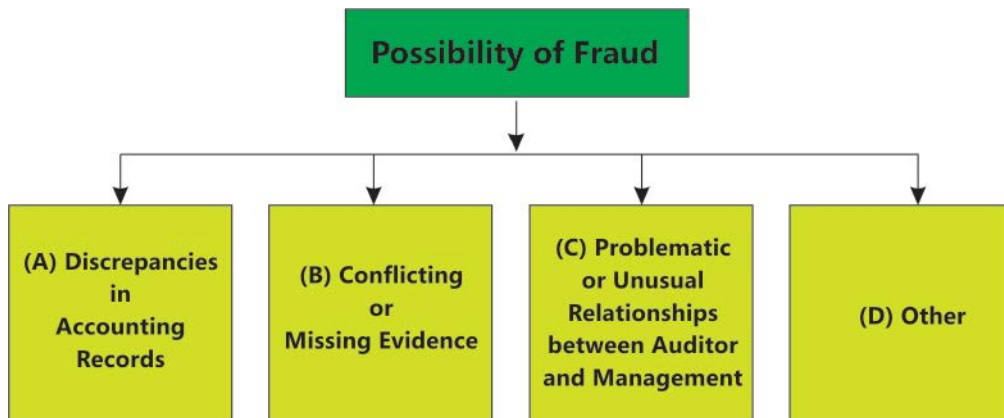 Possibility of Fraud
(A) Discrepancies
in
Accounting
Records
(B) Conflicting
or
Missing Evidence
(C) Problematic
or Unusual
Relationships
between Auditor
and Management
(D) Other